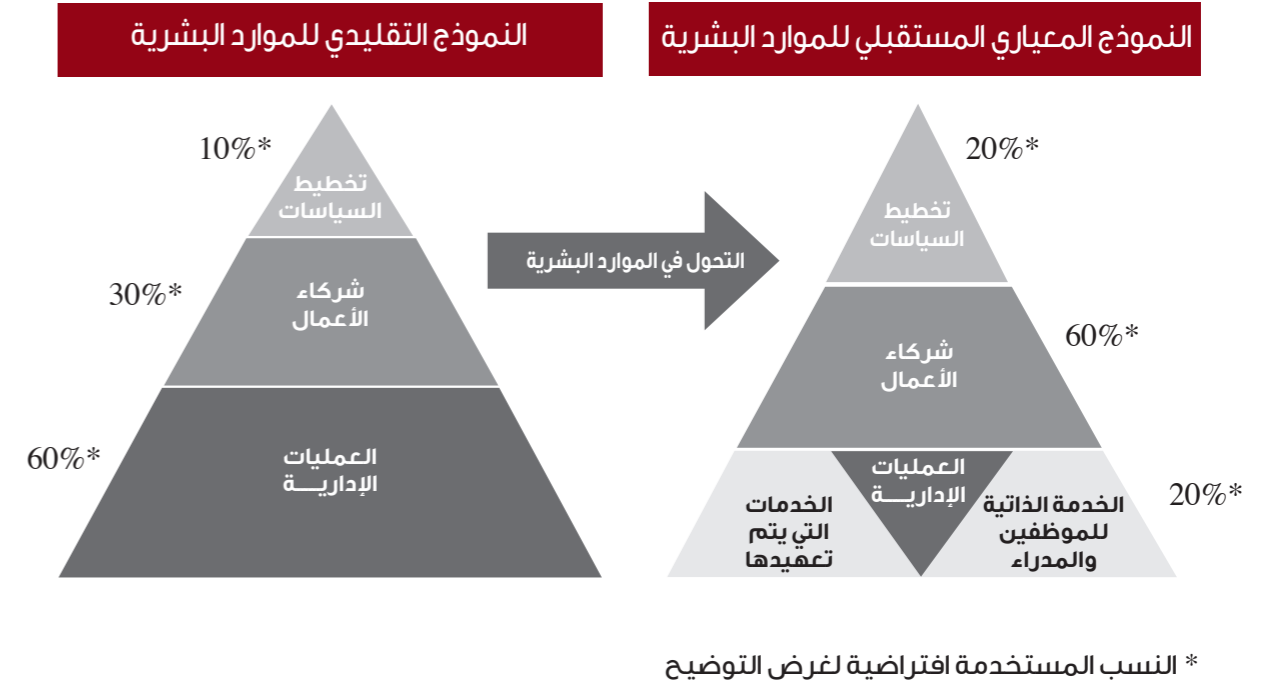 النموذج المعياري المستقبلي للموارد البشرية
النموذج التقليدي للموارد البشرية
20%*
تخطيط
السياسات
60%*
شركاء
الأعمال
20%*
العمليات
الإداريـــة
الخدمة الذاتية
للموظفين
والمدراء
الخدمات
التي يتم
تعهيدها
التحول في الموارد البشرية
10%*
تخطيط
السياسات
30%*
شركاء
الأعمال
60%*
العمليات
الإداريـــة
* النسب المستخدمة افتراضية لغرض التوضيح